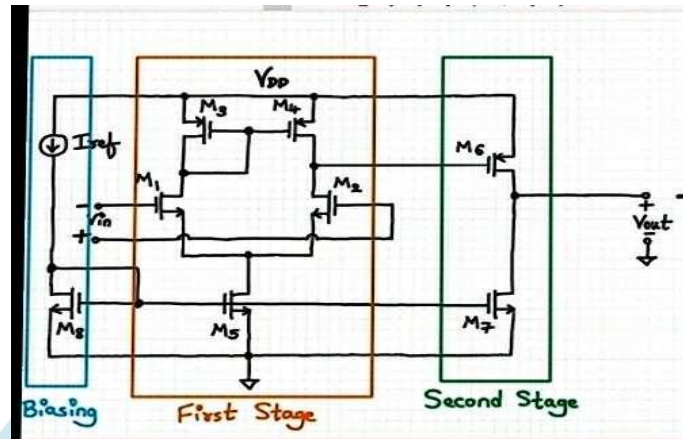 VDD
M3
M4
Iref
M1
M2
M6
-
Vin
+
+
Vout
-
M8
M5
M7
Biasing
First Stage
Second Stage